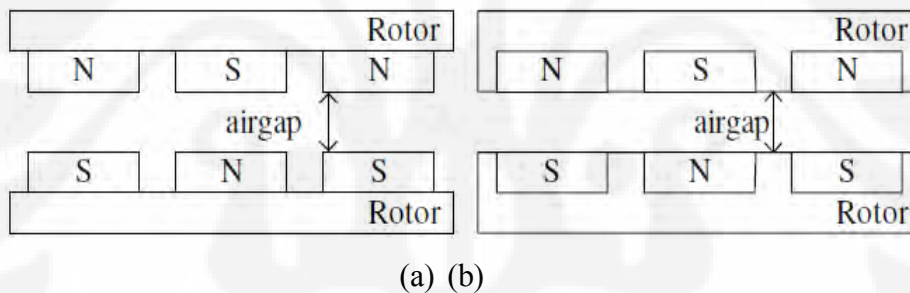 Rotor
N S N
airgap
S N S
Rotor
Rotor
N S N
airgap
S N S
Rotor
(a) (b)